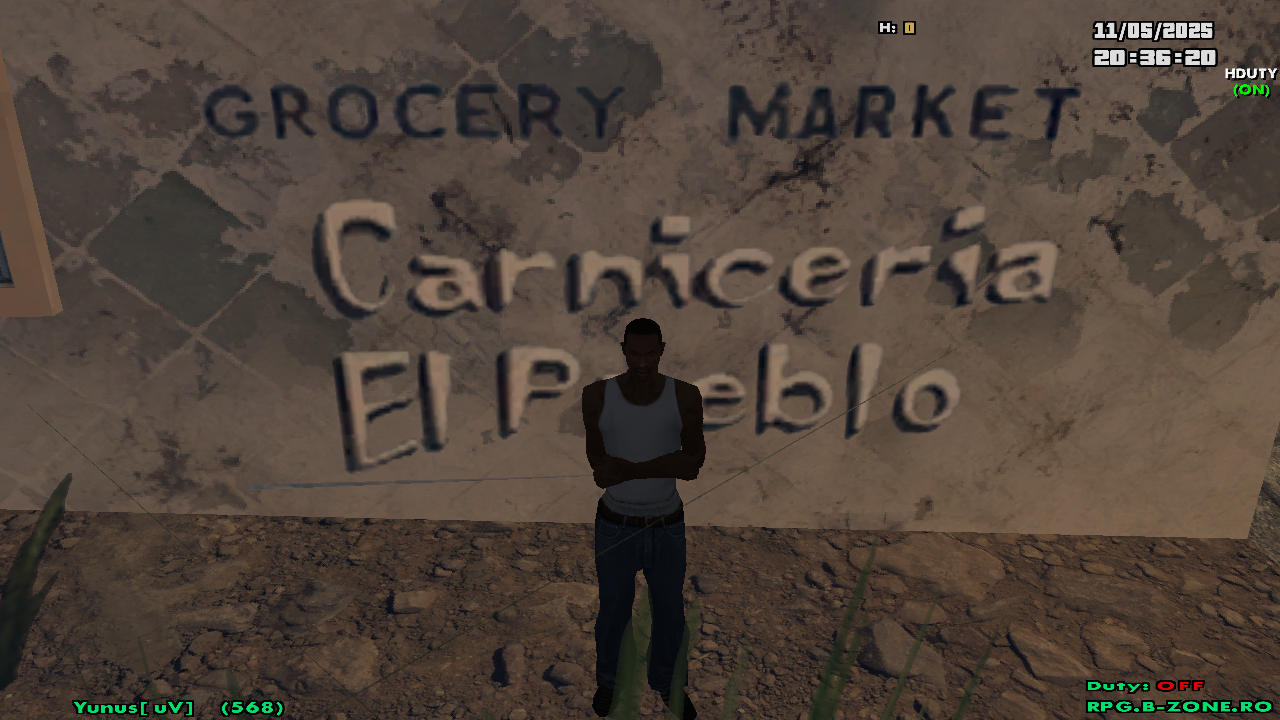 H: 0
11/05/2025
20:36:20
HDUTY
(ON)
GROCERY MARKET
Carniceria
El P eblo
Yunus[ uV] (568)
Duty: OFF
RPG.B-ZONE.RO